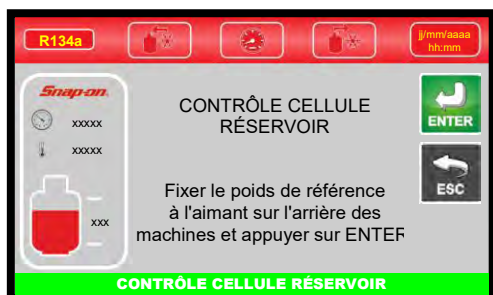 R134a
jj/mm/aaaa
hh:mm
Snap-on
xxxxx
xxxxx
xxx
CONTRÔLE CELLULE
RÉSERVOIR
Fixer le poids de référence
à l'aimant sur l'arrière des
machines et appuyer sur ENTER
ENTER
ESC
CONTRÔLE CELLULE RÉSERVOIR